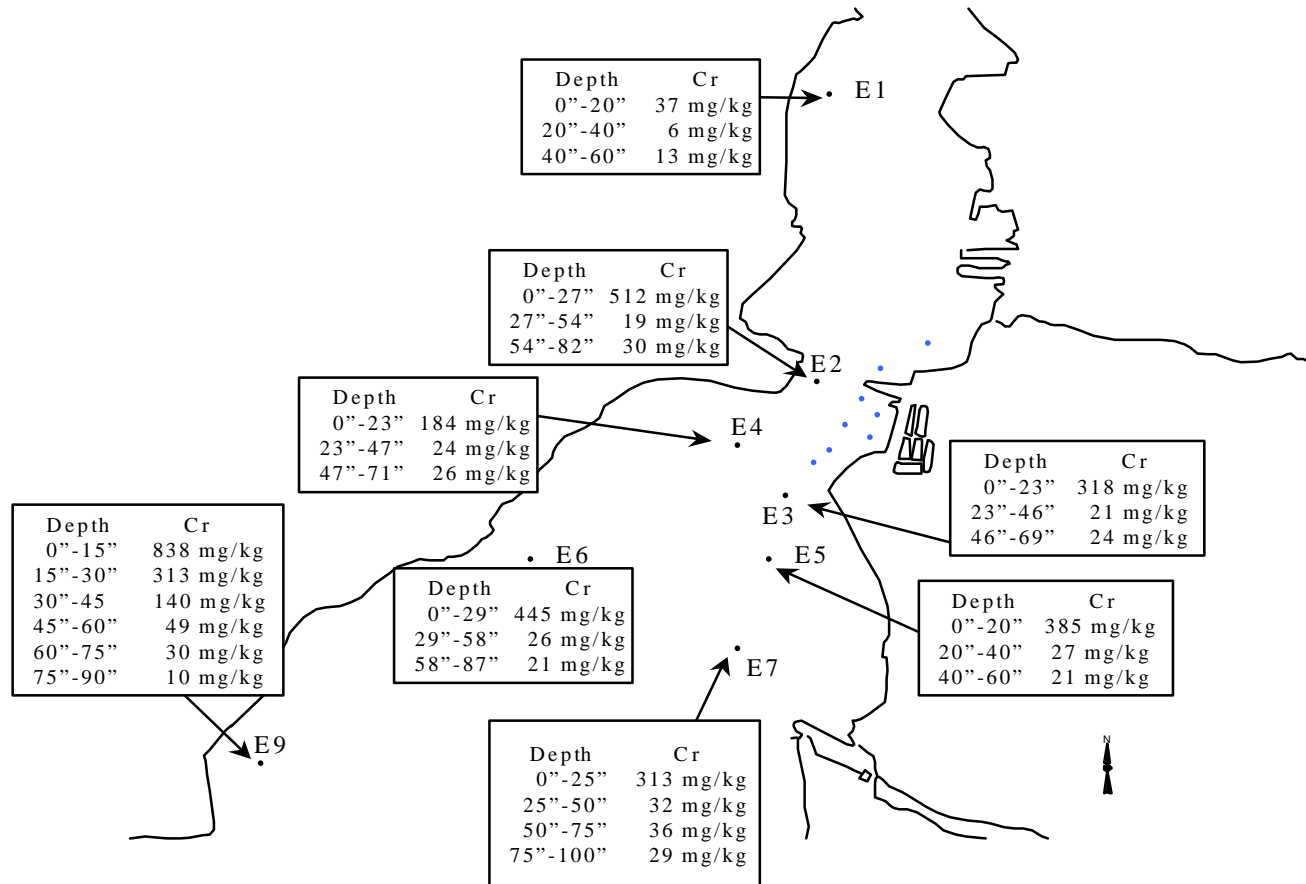 Depth Cr
0”-20” 37 mg/kg
20”-40” 6 mg/kg
40”-60” 13 mg/kg
E1
Depth Cr
0”-27” 512 mg/kg
27”-54” 19 mg/kg
54”-82” 30 mg/kg
E2
Depth Cr
0”-23” 184 mg/kg
23”-47” 24 mg/kg
47”-71” 26 mg/kg
E4
Depth Cr
0”-23” 318 mg/kg
23”-46” 21 mg/kg
46”-69” 24 mg/kg
E3
Depth Cr
0”-15” 838 mg/kg
15”-30” 313 mg/kg
30”-45 140 mg/kg
45”-60” 49 mg/kg
60”-75” 30 mg/kg
75”-90” 10 mg/kg
E9
E6
Depth Cr
0”-29” 445 mg/kg
29”-58” 26 mg/kg
58”-87” 21 mg/kg
E5
Depth Cr
0”-20” 385 mg/kg
20”-40” 27 mg/kg
40”-60” 21 mg/kg
E7
Depth Cr
0”-25” 313 mg/kg
25”-50” 32 mg/kg
50”-75” 36 mg/kg
75”-100” 29 mg/kg
N